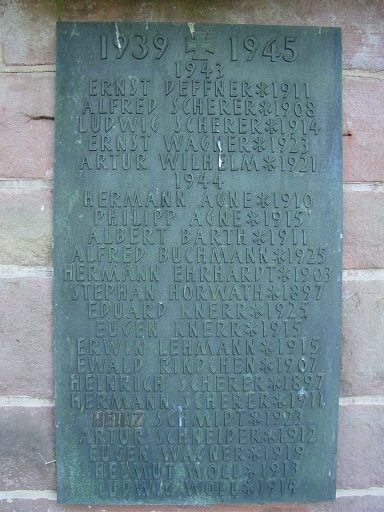 1939 1945
1943
ERNST DEFFNER*1911
ALFRED SCHERER*1908
LUDWIG SCHERER*1914
ERNST WAGNER*1923
ARTUR WILHELM*1921
1944
HERMANN AGNE*1910
PHILIPP AGNE*1915
ALBERT BARTH*1911
ALFRED BUCHMANN*1925
HERMANN EHRHARDT*1903
STEPHAN HORWATH*1897
EDUARD KNERR*1925
EUGEN KNERR*1915
ERWIN LEHMANN*1915
EWALD RINDCHEN*1907
HEINRICH SCHERER*1897
HERMANN SCHERER*1911
HEINZ SCHMIDT*1923
ARTUR SCHNEIDER*1912
EUGEN WAGNER*1919
HELMUT WOLL*1913
LUDWIG WOLL*1914